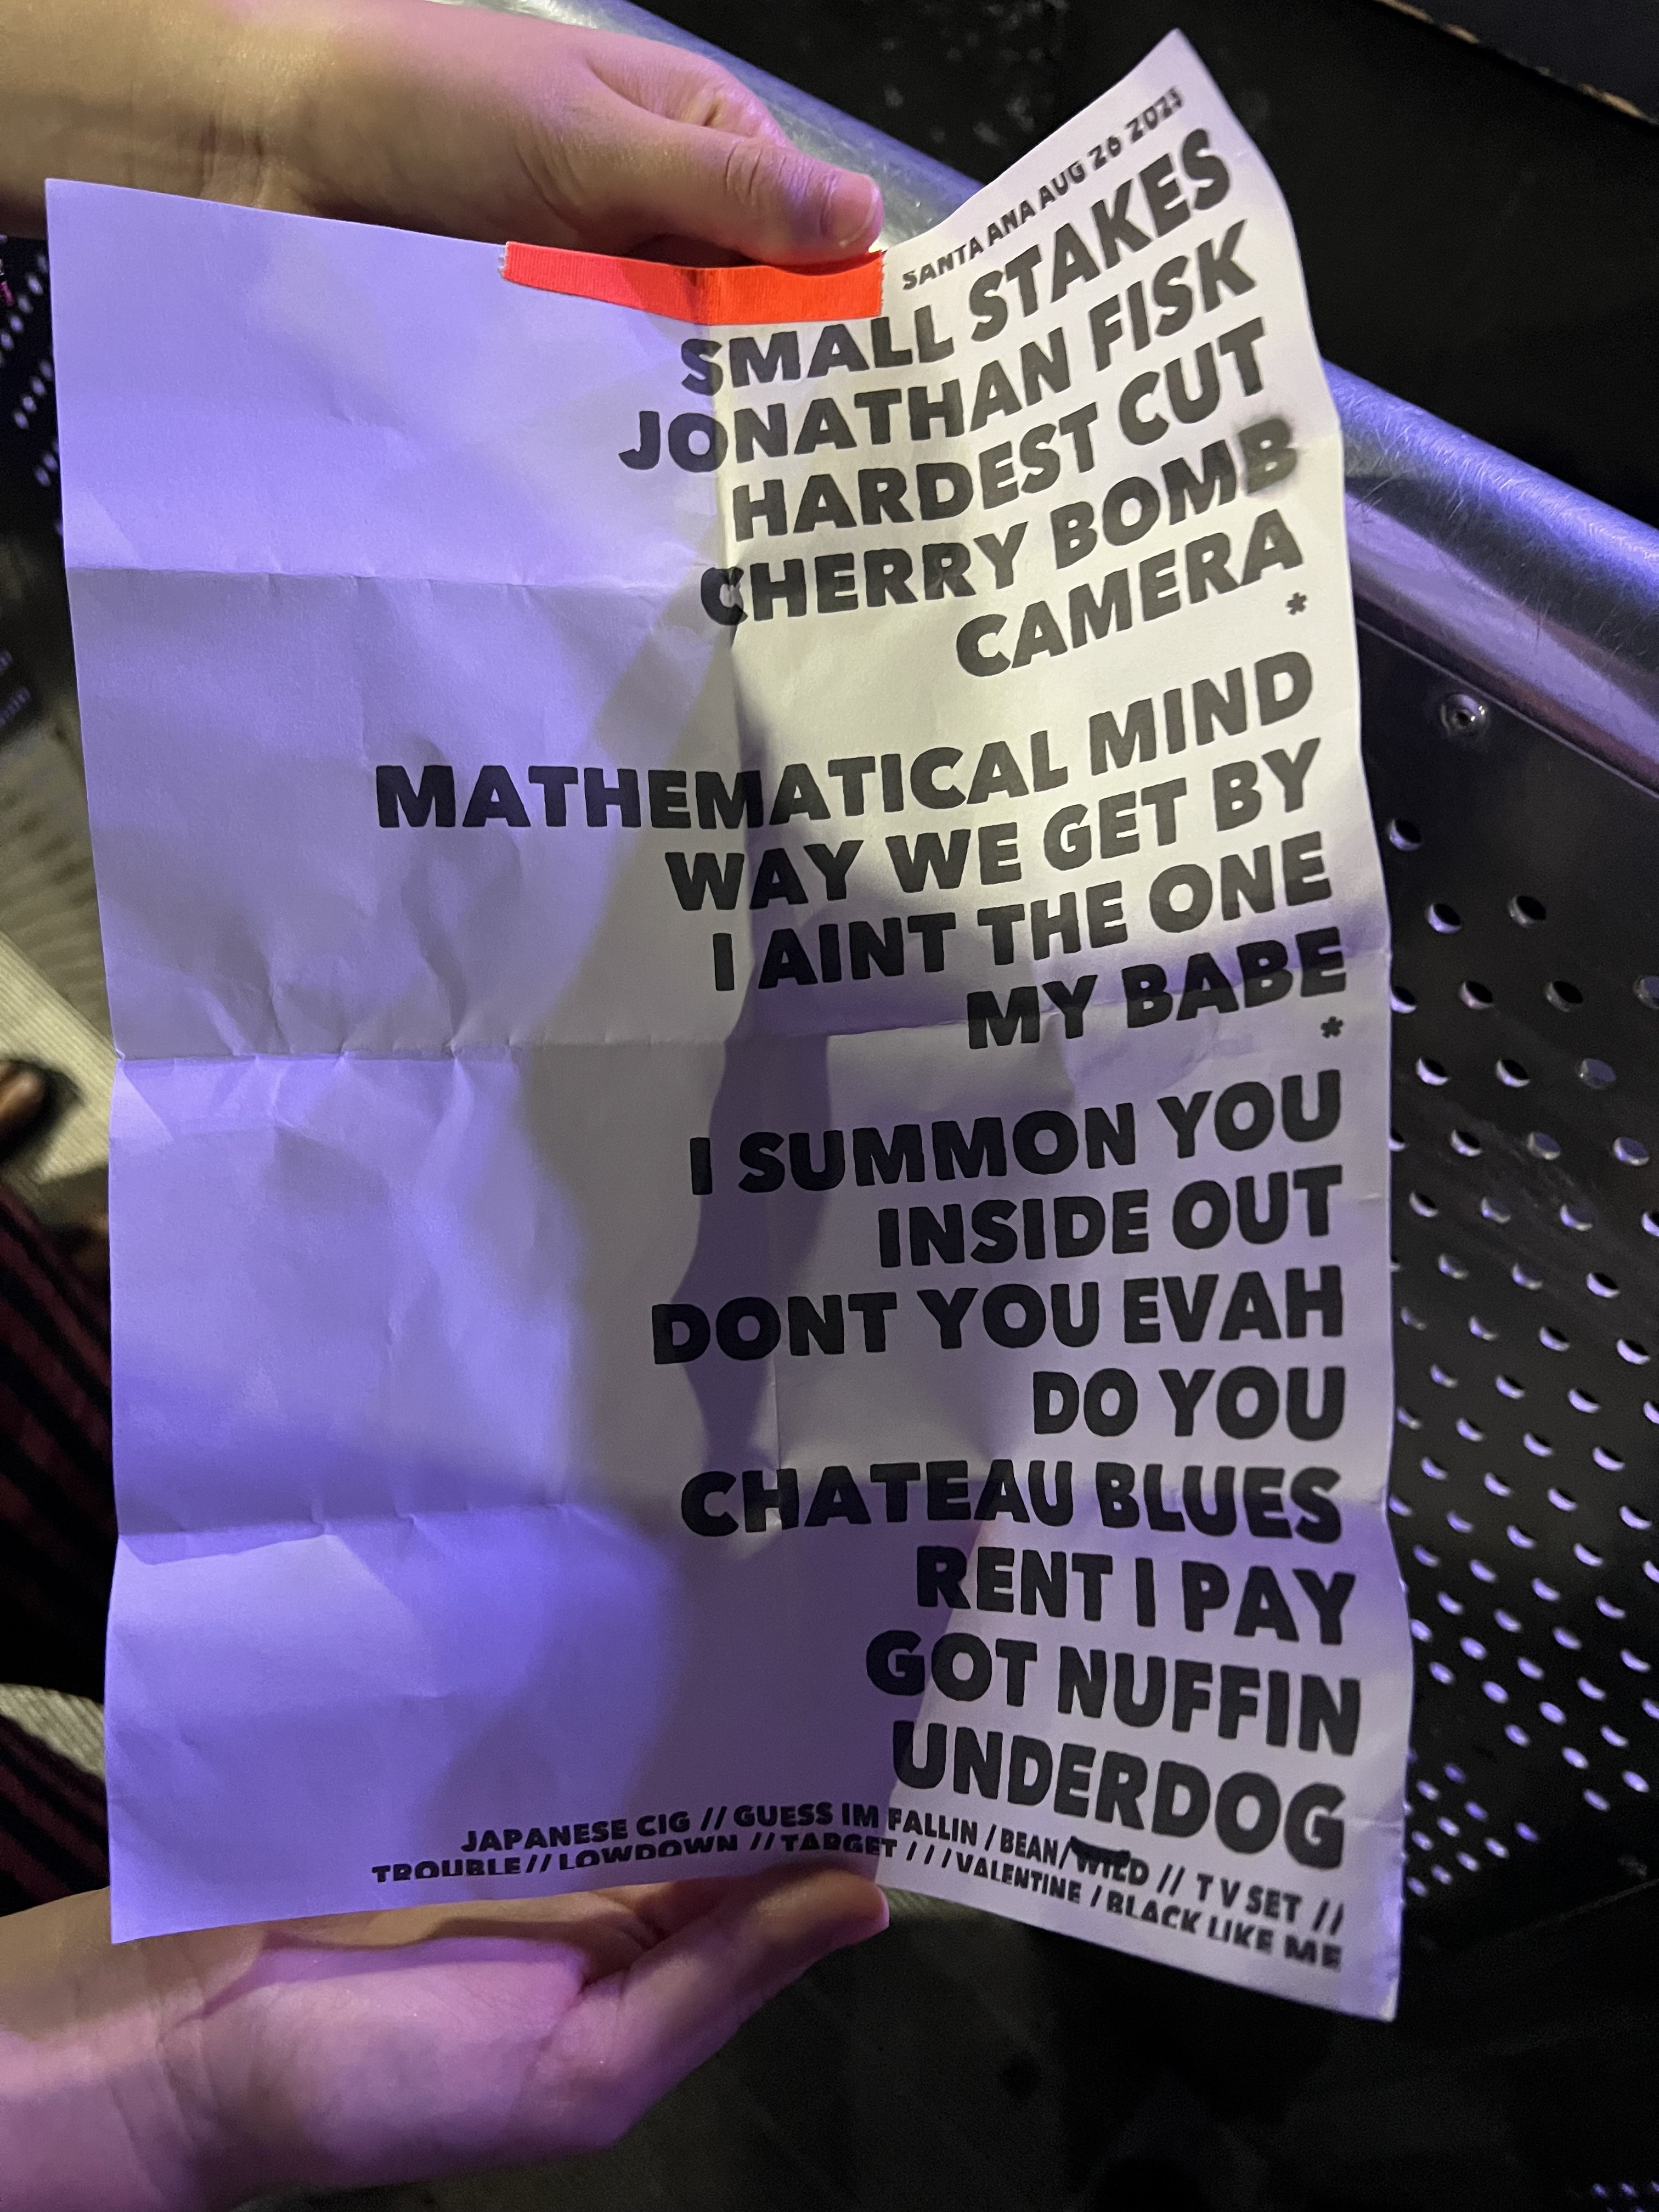 SANTA ANA AUG 26 2025
SMALL STAKES
JONATHAN FISK
HARDEST CUT
CHERRY BOMB
CAMERA
*
MATHEMATICAL MIND
WAY WE GET BY
I AINT THE ONE
MY BABE
*
I SUMMON YOU
INSIDE OUT
DONT YOU EVAH
DO YOU
CHATEAU BLUES
RENT I PAY
GOT NUFFIN
UNDERDOG
JAPANESE CIG // GUESS IM FALLIN / BEAN/ WILD // TV SET //
TROUBLE // LOWDOWN // TARGET / / / VALENTINE / BLACK LIKE ME